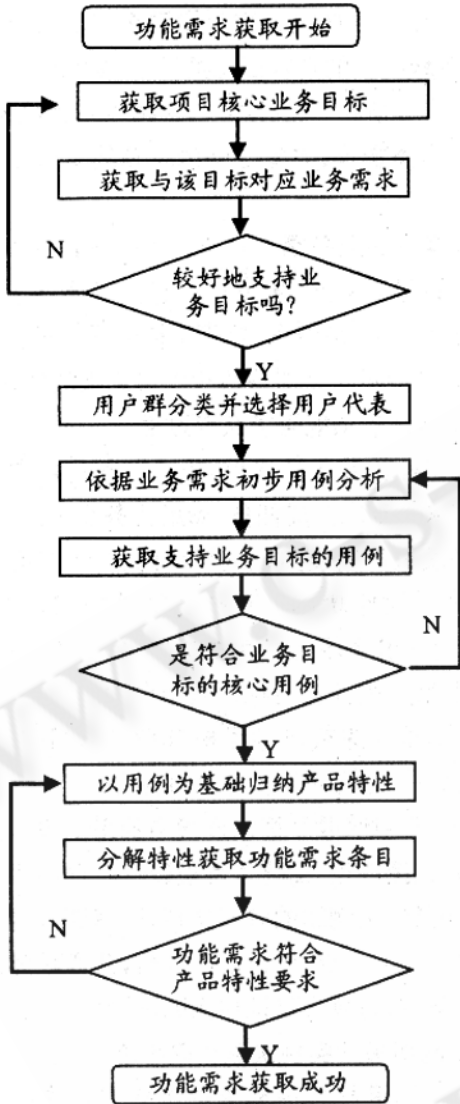 功能需求获取开始
获取项目核心业务目标
获取与该目标对应业务需求
N
较好地支持业
务目标吗?
Y
用户群分类并选择用户代表
依据业务需求初步用例分析
获取支持业务目标的用例
N
是符合业务目
标的核心用例
Y
以用例为基础归纳产品特性
分解特性获取功能需求条目
N
功能需求符合
产品特性要求
Y
功能需求获取成功
www.c-s-